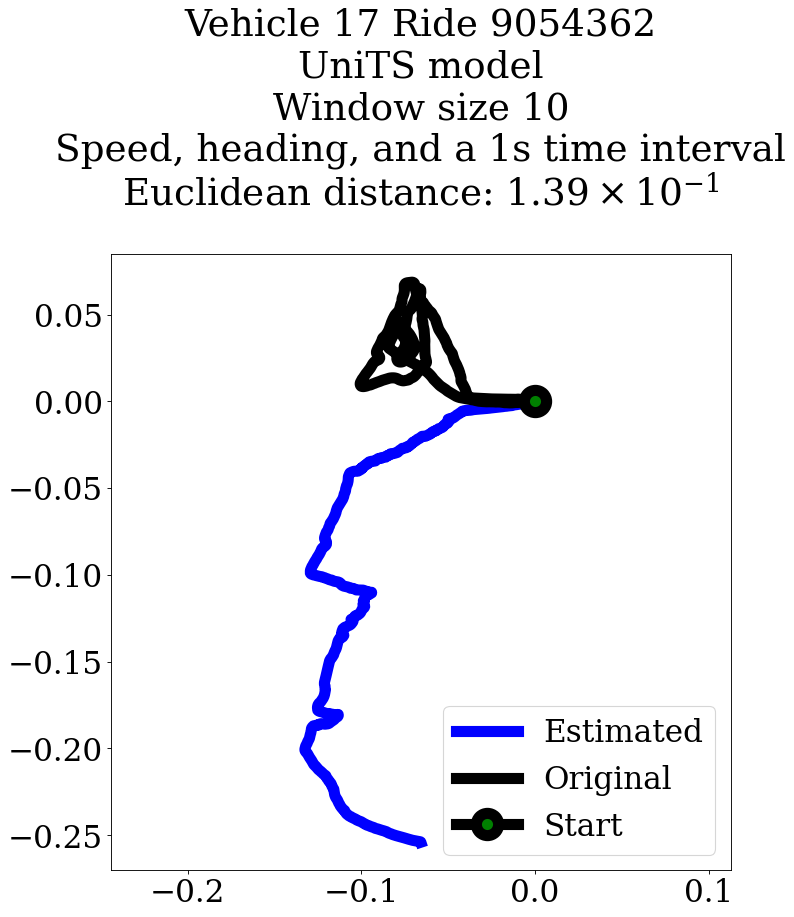 Vehicle 17 Ride 9054362
UniTS model
Window size 10
Speed, heading, and a 1s time interval
Euclidean distance: 1.39 × 10⁻¹
0.05
0.00
−0.05
−0.10
−0.15
−0.20
−0.25
Estimated
Original
Start
−0.2
−0.1
0.0
0.1